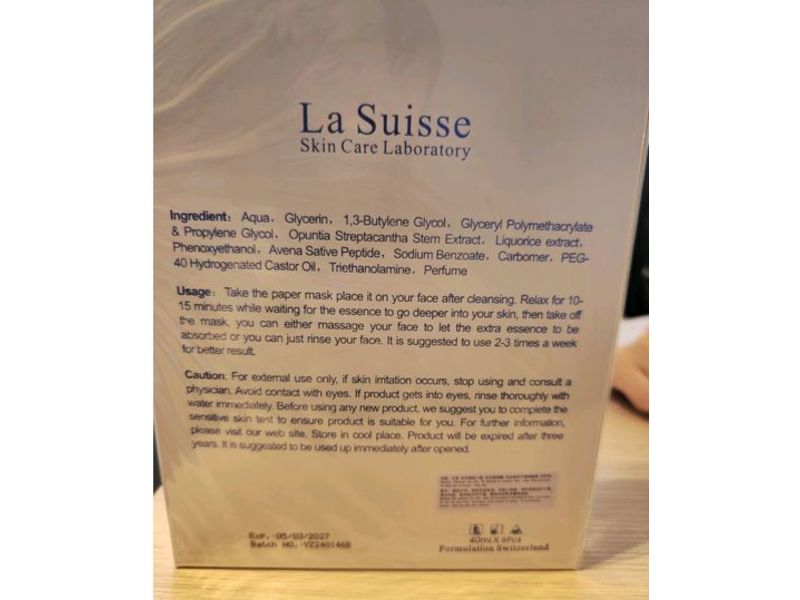 La Suisse
Skin Care Laboratory
Ingredient: Aqua, Glycerin, 1,3-Butylene Glycol, Glyceryl Polymethacrylate
& Propylene Glycol, Opuntia Streptacantha Stem Extract, Liquorice extract,
Phenoxyethanol, Avena Sative Peptide, Sodium Benzoate, Carbomer, PEG-
40 Hydrogenated Castor Oil, Triethanolamine, Perfume
Usage: Take the paper mask place it on your face after cleansing. Relax for 10-
15 minutes while waiting for the essence to go deeper into your skin, then take off
the mask, you can either massage your face to let the extra essence to be
absorbed or you can just rinse your face. It is suggested to use 2-3 times a week
for better result.
Caution: For external use only, if skin irritation occurs, stop using and consult a
physician. Avoid contact with eyes. If product gets into eyes, rinse thoroughly with
water immediately. Before using any new product, we suggest you to complete the
sensitive skin test to ensure product is suitable for you. For further information,
please visit our web site. Store in cool place. Product will be expired after three
years. It is suggested to be used up immediately after opened.
Exp. 05/03/2027
Batch NO. YZ240146B
40ml X 6Pcs
Formulation Switzerland